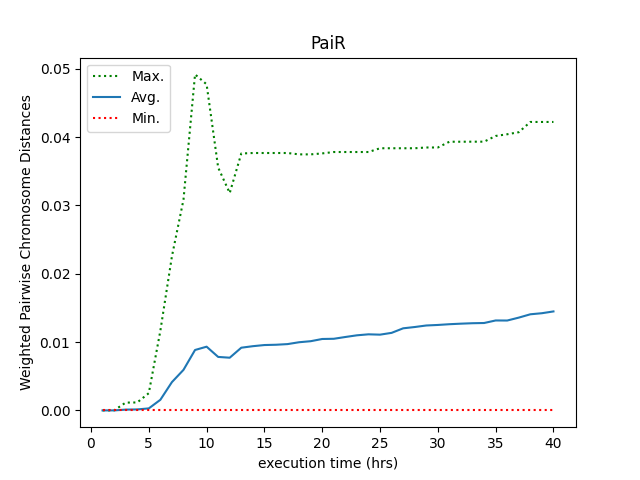 PaiR
Max.
Avg.
Min.
Weighted Pairwise Chromosome Distances
0.05
0.04
0.03
0.02
0.01
0.00
0 5 10 15 20 25 30 35 40
execution time (hrs)